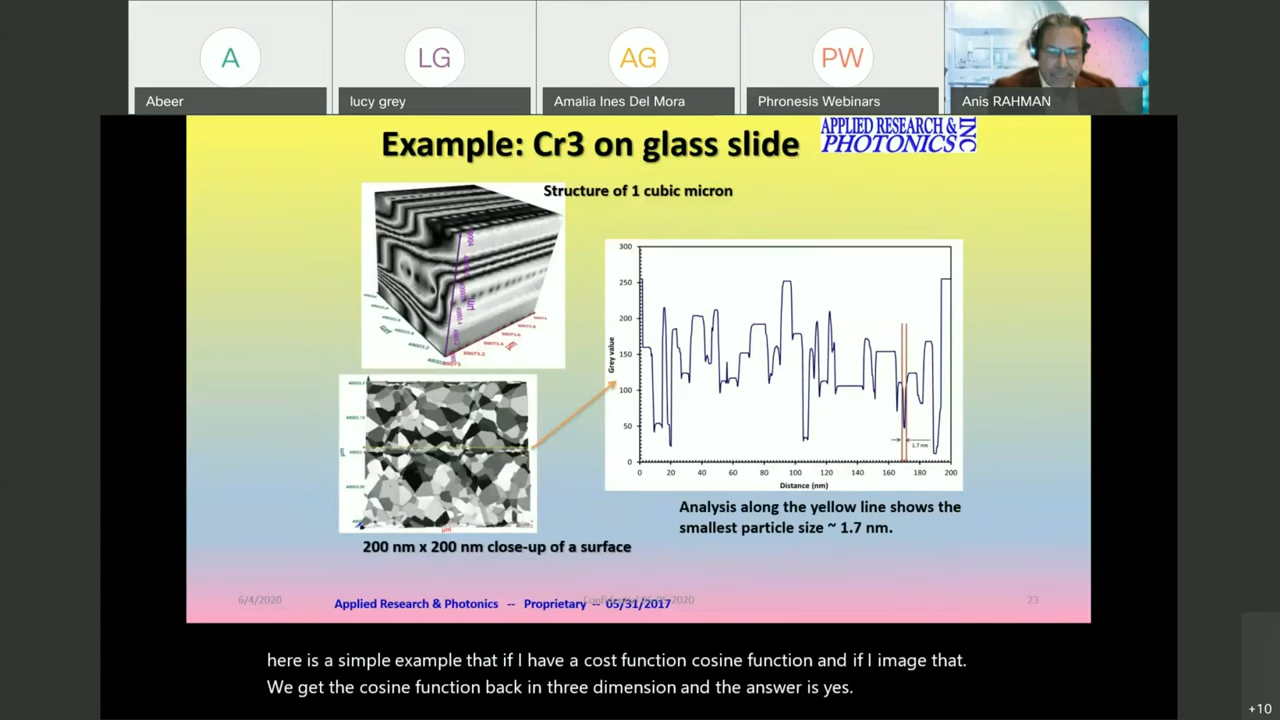 A
LG
AG
PW
Abeer
lucy grey
Amalia Ines Del Mora
Phronesis Webinars
Anis RAHMAN
Example: Cr3 on glass slide
APPLIED RESEARCH &
PHOTONICS
INC
Structure of 1 cubic micron
µm
µm
µm
300
250
200
150
100
50
0
Grey value
0 20 40 60 80 100 120 140 160 180 200
Distance (nm)
1.7 nm
µm
µm
Analysis along the yellow line shows the
smallest particle size ~ 1.7 nm.
200 nm x 200 nm close-up of a surface
6/4/2020
Applied Research & Photonics -- Proprietary -- 05/31/2017
23
here is a simple example that if I have a cost function cosine function and if I image that.
We get the cosine function back in three dimension and the answer is yes.
+10